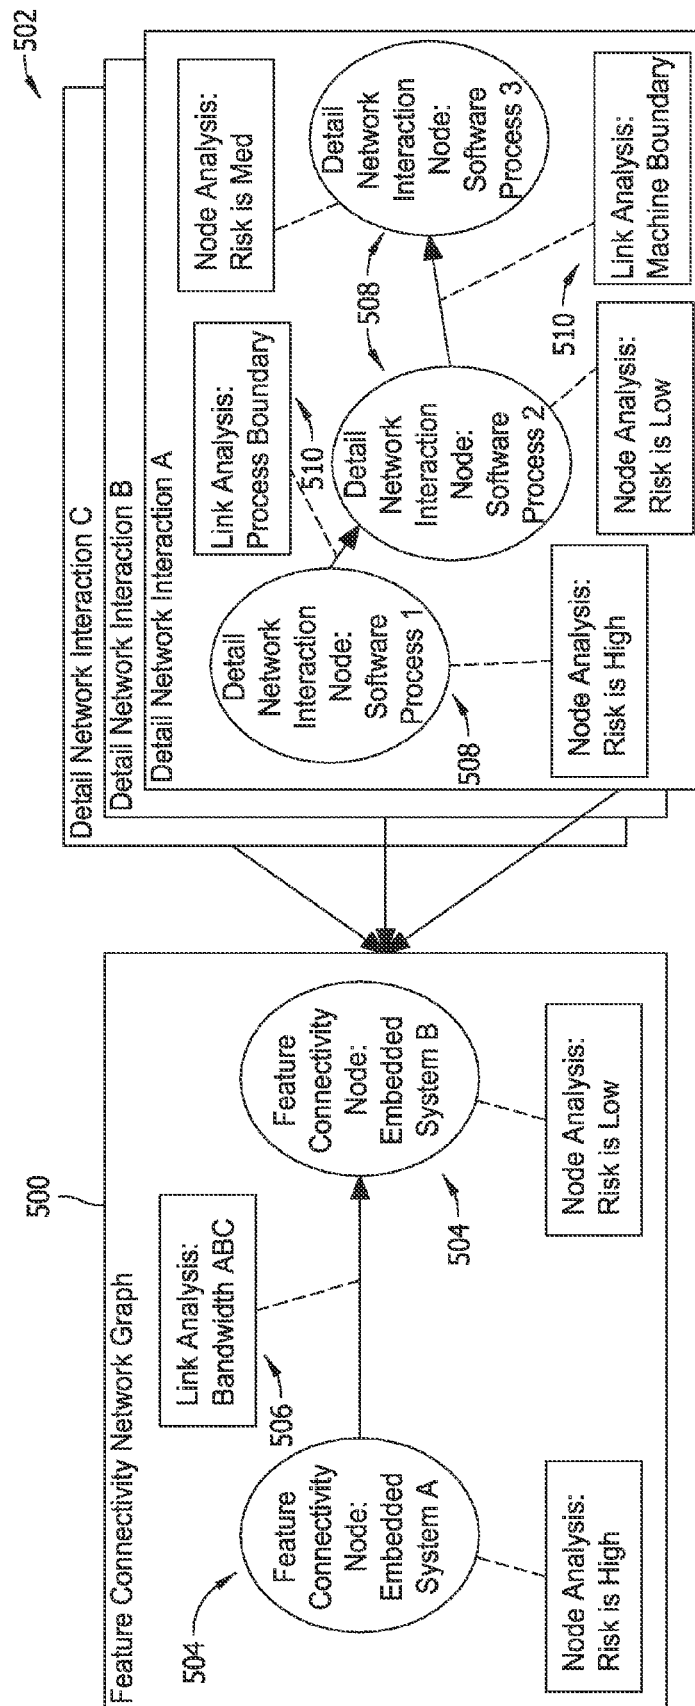 500
Feature Connectivity Network Graph
504
Feature
Connectivity
Node:
Embedded
System A
Node Analysis:
Risk is High
Link Analysis:
Bandwidth ABC
506
Feature
Connectivity
Node:
Embedded
System B
504
Node Analysis:
Risk is Low
502
Detail Network Interaction C
Detail Network Interaction B
Detail Network Interaction A
Detail
Network
Interaction
Node:
Software
Process 1
508
Node Analysis:
Risk is High
Link Analysis:
Process Boundary
510
Detail
Network
Interaction
Node:
Software
Process 2
508
Node Analysis:
Risk is Low
Node Analysis:
Risk is Med
Detail
Network
Interaction
Node:
Software
Process 3
510
Link Analysis:
Machine Boundary